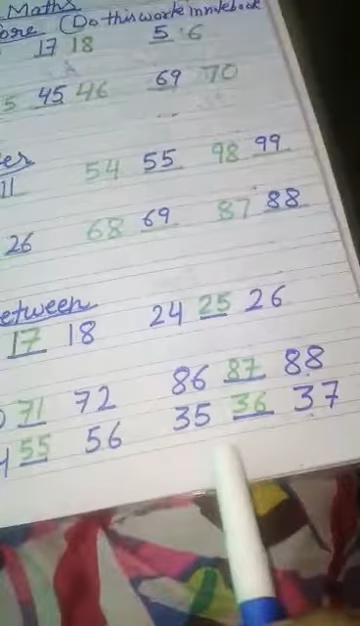 Maths
ore (Do this work in notebook
17 18 5 6
5 45 46 69 70
er
11 54 55 98 99
26 68 69 87 88
etween
17 18 24 25 26
71 72 86 87 88
55 56 35 36 37